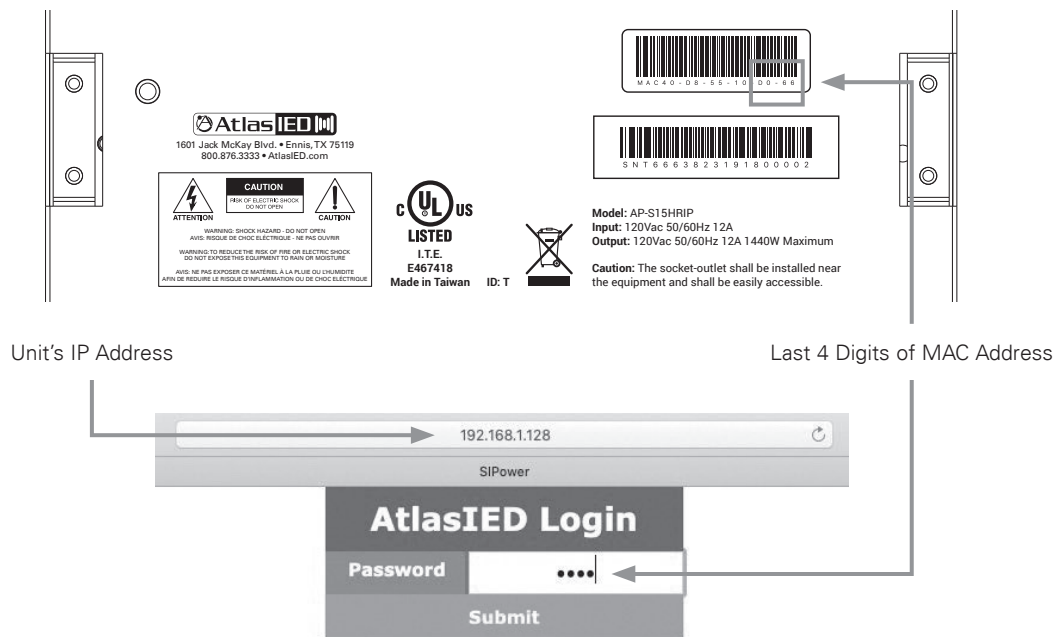 MAC40-D8-55-10-D0-66
AtlasIED
1601 Jack McKay Blvd. • Ennis, TX 75119
800.876.3333 • AtlasIED.com
SNT6663823191800002
CAUTION
RISK OF ELECTRIC SHOCK
DO NOT OPEN
ATTENTION
CAUTION
WARNING: SHOCK HAZARD - DO NOT OPEN
AVIS: RISQUE DE CHOC ÉLECTRIQUE - NE PAS OUVRIR
WARNING: TO REDUCE THE RISK OF FIRE OR ELECTRIC SHOCK
DO NOT EXPOSE THIS EQUIPMENT TO RAIN OR MOISTURE
AVIS: NE PAS EXPOSER CE MATÉRIEL À LA PLUIE OU L'HUMIDITE
AFIN DE REDUIRE LE RISQUE D'INFLAMMATION OU DE CHOC ELÉCTRIQUE
C UL US
LISTED
I.T.E.
E467418
Made in Taiwan ID: T
Model: AP-S15HRIP
Input: 120Vac 50/60Hz 12A
Output: 120Vac 50/60Hz 12A 1440W Maximum
Caution: The socket-outlet shall be installed near
the equipment and shall be easily accessible.
Unit's IP Address
Last 4 Digits of MAC Address
192.168.1.128
SIPower
AtlasIED Login
Password ••••
Submit